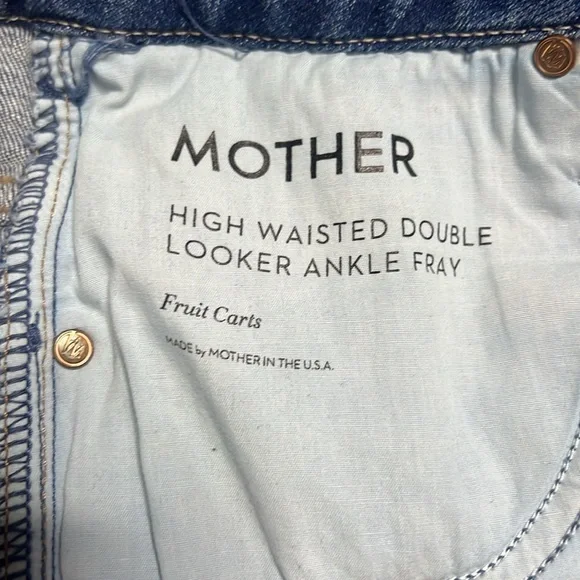 MOTHER
HIGH WAISTED DOUBLE
LOOKER ANKLE FRAY
Fruit Carts
MADE by MOTHER IN THE U.S.A.